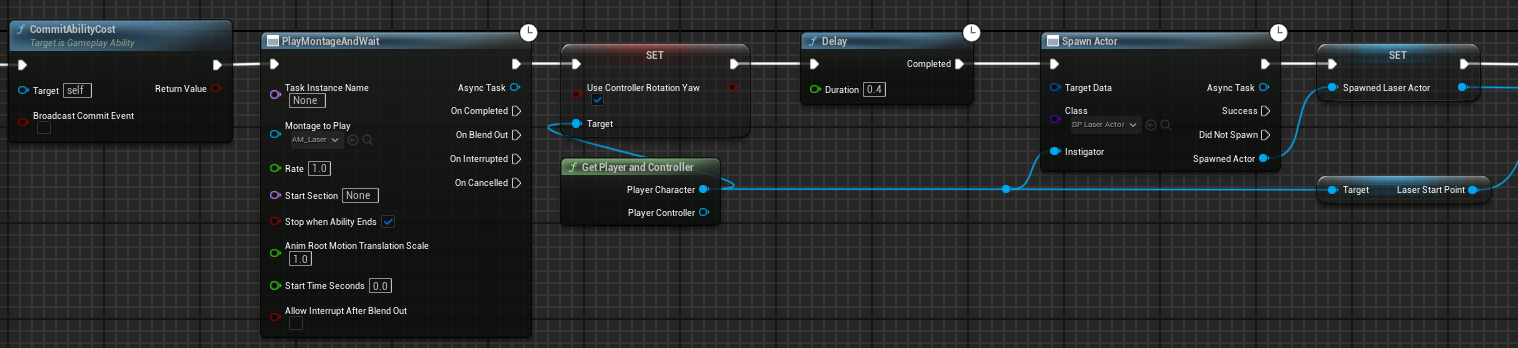 CommitAbilityCost
Target is Gameplay Ability
Target self
Return Value
Broadcast Commit Event
PlayMontageAndWait
Task Instance Name
None
Async Task
On Completed
Montage to Play
AM_Laser
On Blend Out
On Interrupted
Rate 1.0
On Cancelled
Start Section None
Stop when Ability Ends
Anim Root Motion Translation Scale
1.0
Start Time Seconds 0.0
Allow Interrupt After Blend Out
SET
Use Controller Rotation Yaw
Target
Get Player and Controller
Player Character
Player Controller
Delay
Completed
Duration 0.4
Spawn Actor
Target Data
Async Task
Class
BP Laser Actor
Success
Did Not Spawn
Instigator
Spawned Actor
SET
Spawned Laser Actor
Target Laser Start Point